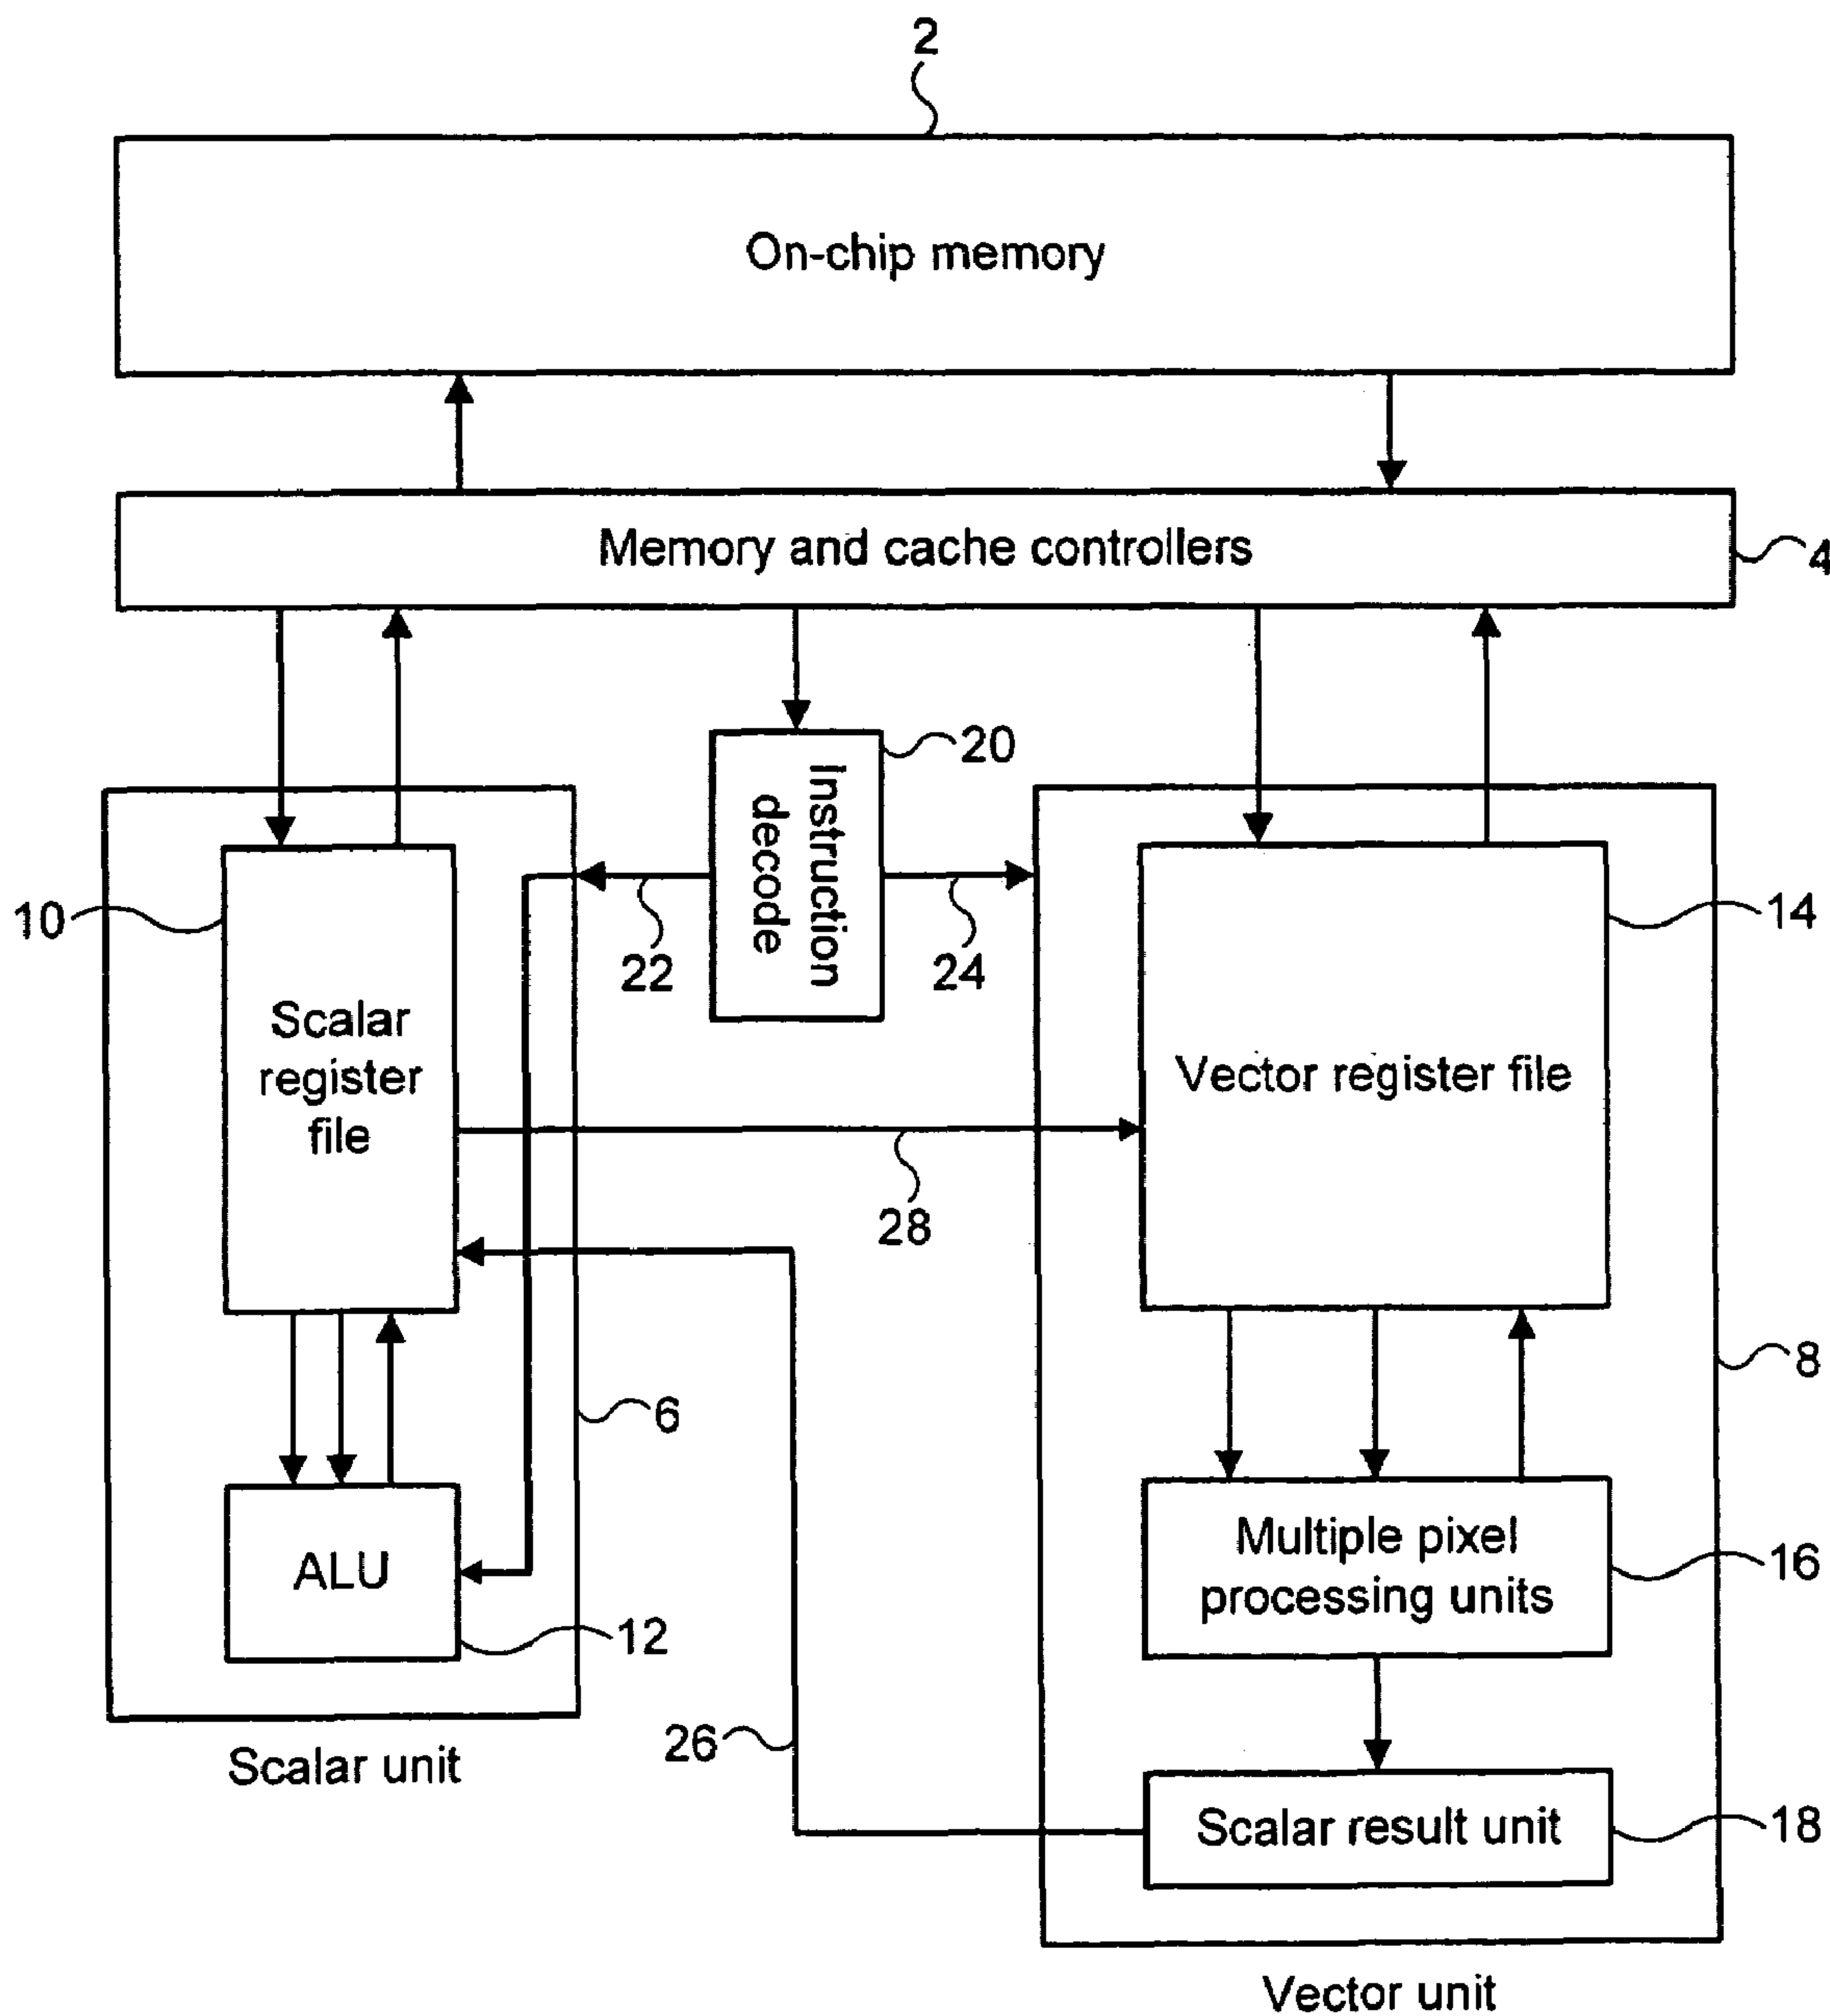 2
On-chip memory
Memory and cache controllers
4
20
Instruction
decode
10
22
24
14
Scalar
register
file
Vector register file
28
8
6
ALU
12
Multiple pixel
processing units
16
26
Scalar unit
Scalar result unit
18
Vector unit